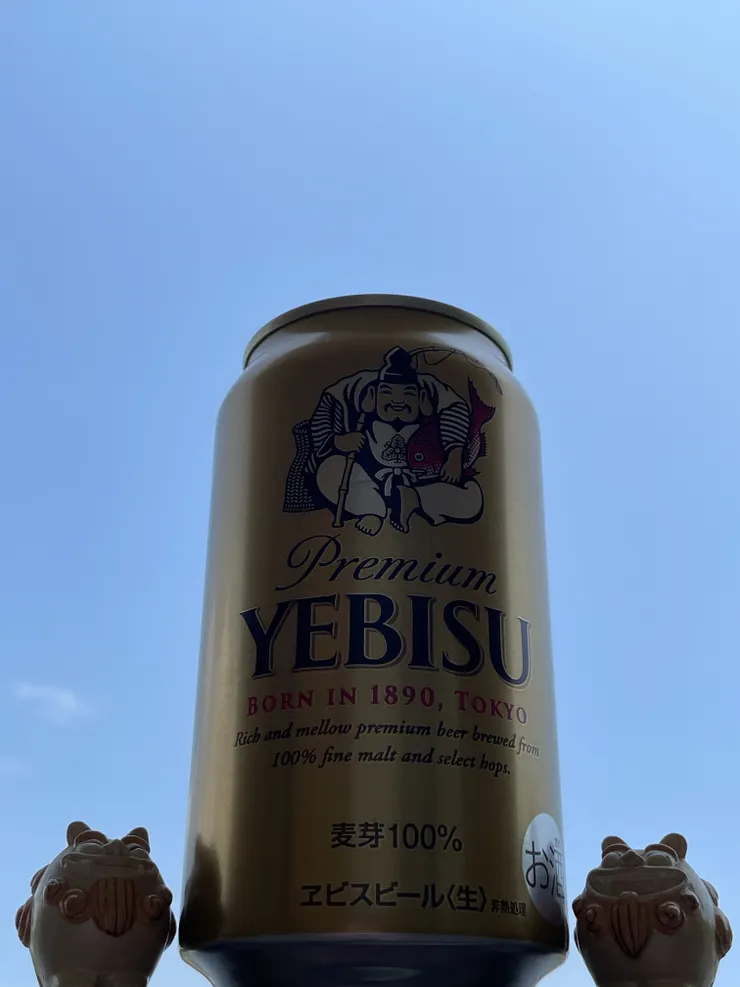 Premium
YEBISU
BORN IN 1890, TOKYO
Rich and mellow premium beer brewed from
100% fine malt and select hops.
麦芽100%
お酒
ヱビスビール〈生〉非熱処理